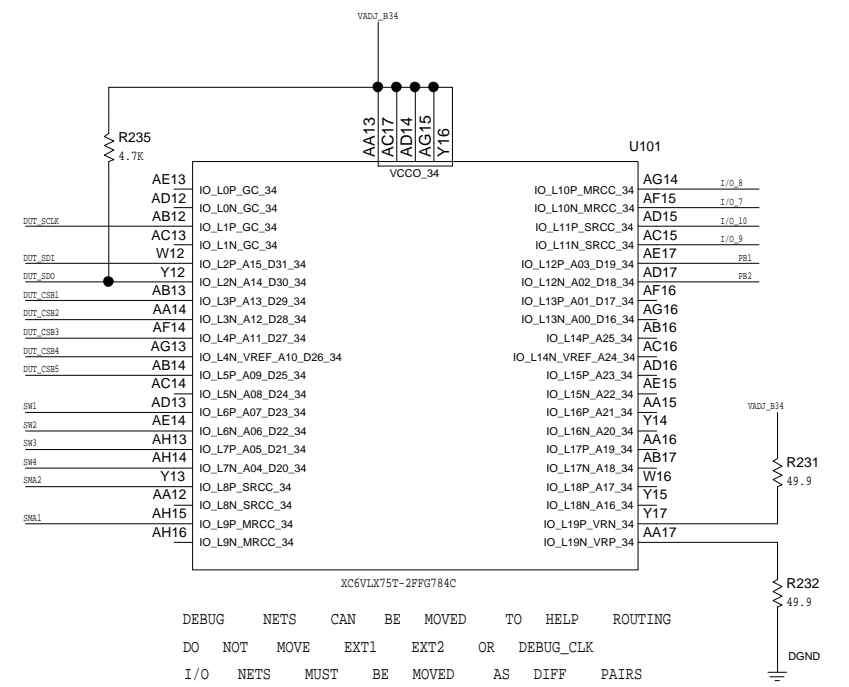 VADJ_B34
R235
4.7K
AA13
AC17
AD14
AG15
Y16
VCCO_34
U101
AE13 IO_L0P_GC_34
AD12 IO_L0N_GC_34
DUT_SCLK AB12 IO_L1P_GC_34
AC13 IO_L1N_GC_34
DUT_SDI W12 IO_L2P_A15_D31_34
DUT_SDO Y12 IO_L2N_A14_D30_34
DUT_CSB1 AB13 IO_L3P_A13_D29_34
DUT_CSB2 AA14 IO_L3N_A12_D28_34
DUT_CSB3 AF14 IO_L4P_A11_D27_34
DUT_CSB4 AG13 IO_L4N_VREF_A10_D26_34
DUT_CSB5 AB14 IO_L5P_A09_D25_34
AC14 IO_L5N_A08_D24_34
SW1 AD13 IO_L6P_A07_D23_34
SW2 AE14 IO_L6N_A06_D22_34
SW3 AH13 IO_L7P_A05_D21_34
SW4 AH14 IO_L7N_A04_D20_34
SMA2 Y13 IO_L8P_SRCC_34
AA12 IO_L8N_SRCC_34
SMA1 AH15 IO_L9P_MRCC_34
AH16 IO_L9N_MRCC_34
IO_L10P_MRCC_34 AG14 I/O_8
IO_L10N_MRCC_34 AF15 I/O_7
IO_L11P_SRCC_34 AD15 I/O_10
IO_L11N_SRCC_34 AC15 I/O_9
IO_L12P_A03_D19_34 AE17 PB1
IO_L12N_A02_D18_34 AD17 PB2
IO_L13P_A01_D17_34 AF16
IO_L13N_A00_D16_34 AG16
IO_L14P_A25_34 AB16
IO_L14N_VREF_A24_34 AC16
IO_L15P_A23_34 AD16
IO_L15N_A22_34 AE15
IO_L16P_A21_34 AA15
IO_L16N_A20_34 Y14
IO_L17P_A19_34 AA16
IO_L17N_A18_34 AB17
IO_L18P_A17_34 W16
IO_L18N_A16_34 Y15
IO_L19P_VRN_34 Y17
IO_L19N_VRP_34 AA17
VADJ_B34
R231
49.9
R232
49.9
DGND
XC6VLX75T-2FFG784C
DEBUG NETS CAN BE MOVED TO HELP ROUTING
DO NOT MOVE EXT1 EXT2 OR DEBUG_CLK
I/O NETS MUST BE MOVED AS DIFF PAIRS